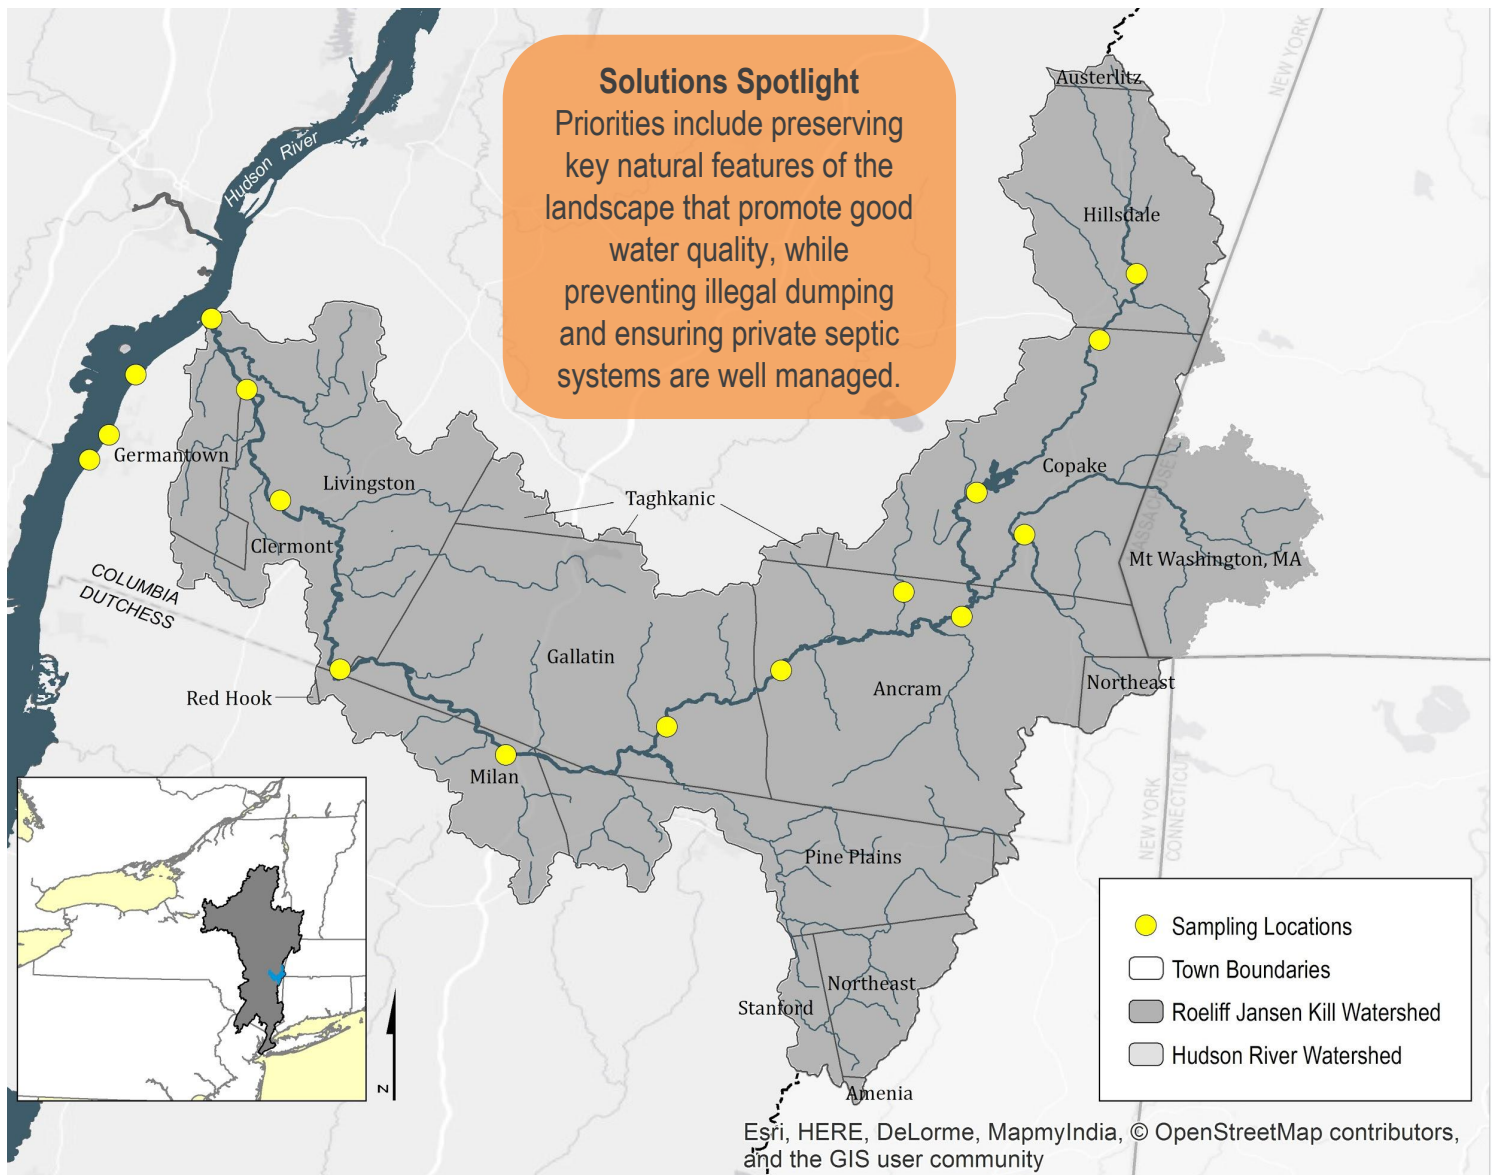 Solutions Spotlight
Priorities include preserving
key natural features of the
landscape that promote good
water quality, while
preventing illegal dumping
and ensuring private septic
systems are well managed.
Austerlitz
NEW YORK
Hudson River
Hillsdale
Germantown
Livingston
Copake
Taghkanic
MASSACHUSETTS
Clermont
Mt Washington, MA
COLUMBIA
DUTCHESS
Gallatin
Ancram
Northeast
Red Hook
Milan
NEW YORK
CONNECTICUT
Pine Plains
Northeast
Stanford
Amenia
N
Sampling Locations
Town Boundaries
Roeliff Jansen Kill Watershed
Hudson River Watershed
Esri, HERE, DeLorme, MapmyIndia, © OpenStreetMap contributors,
and the GIS user community